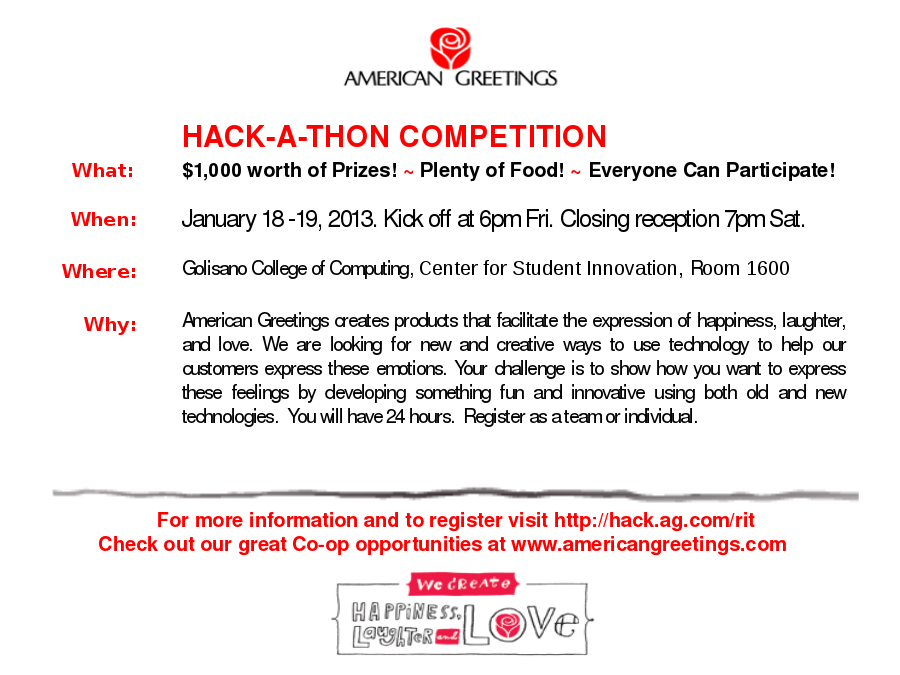 AMERICAN GREETINGS
HACK-A-THON COMPETITION
What: $1,000 worth of Prizes! ~ Plenty of Food! ~ Everyone Can Participate!
When: January 18 -19, 2013. Kick off at 6pm Fri. Closing reception 7pm Sat.
Where: Golisano College of Computing, Center for Student Innovation, Room 1600
Why: American Greetings creates products that facilitate the expression of happiness, laughter,
and love. We are looking for new and creative ways to use technology to help our
customers express these emotions. Your challenge is to show how you want to express
these feelings by developing something fun and innovative using both old and new
technologies. You will have 24 hours. Register as a team or individual.
For more information and to register visit http://hack.ag.com/rit
Check out our great Co-op opportunities at www.americangreetings.com
We CReATe
HAPPiNESS,
LaughTeR and LOVe